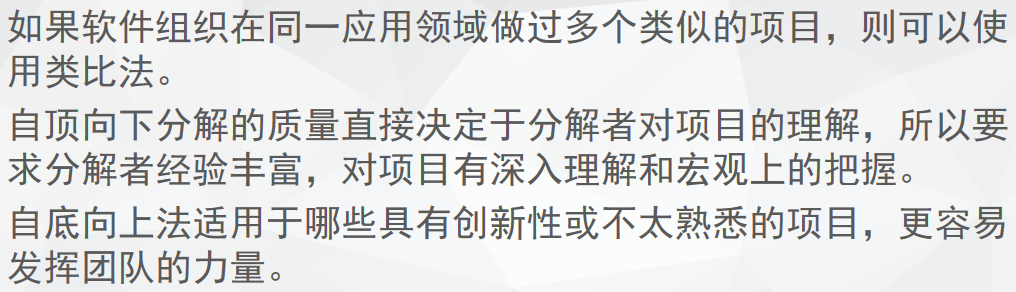 如果软件组织在同一应用领域做过多个类似的项目，则可以使
用类比法。
自顶向下分解的质量直接决定于分解者对项目的理解，所以要
求分解者经验丰富，对项目有深入理解和宏观上的把握。
自底向上法适用于哪些具有创新性或不太熟悉的项目，更容易
发挥团队的力量。